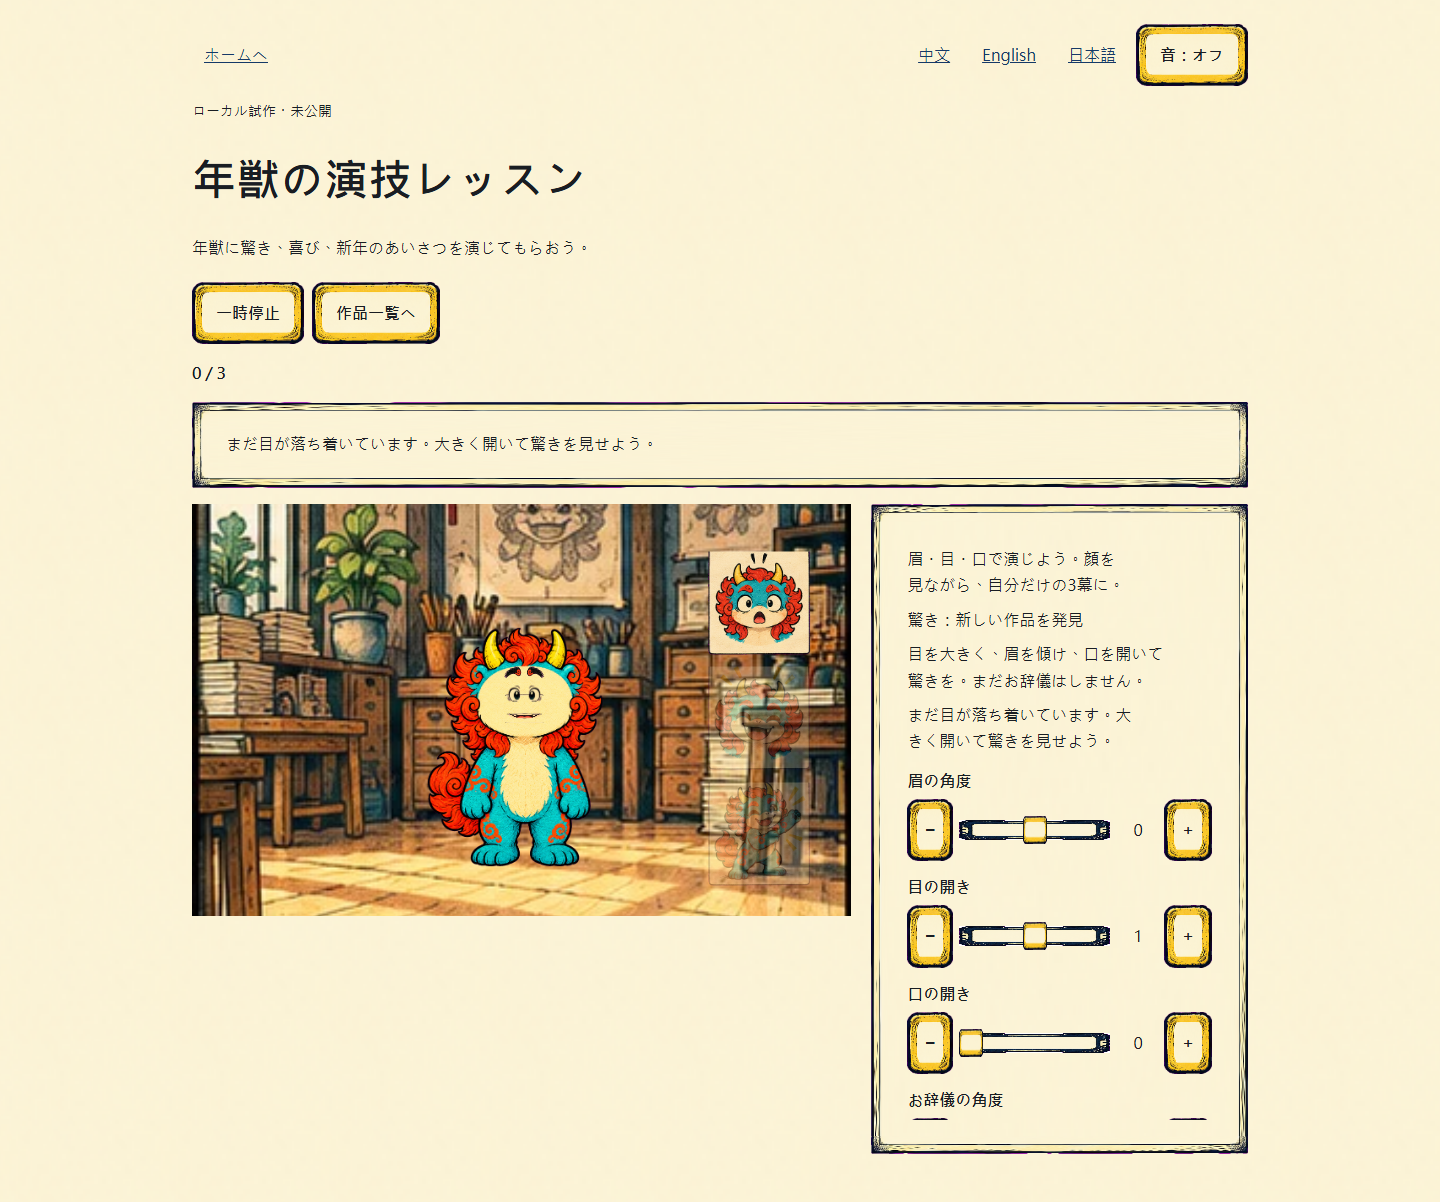 ホームへ
中文 English 日本語 音：オフ
ローカル試作・未公開
年獣の演技レッスン
年獣に驚き、喜び、新年のあいさつを演じてもらおう。
一時停止 作品一覧へ
0 / 3
まだ目が落ち着いています。大きく開いて驚きを見せよう。
眉・目・口で演じよう。顔を
見ながら、自分だけの3幕に。
驚き：新しい作品を発見
目を大きく、眉を傾け、口を開いて
驚きを。まだお辞儀はしません。
まだ目が落ち着いています。大
きく開いて驚きを見せよう。
眉の角度
− 0 +
目の開き
− 1 +
口の開き
− 0 +
お辞儀の角度